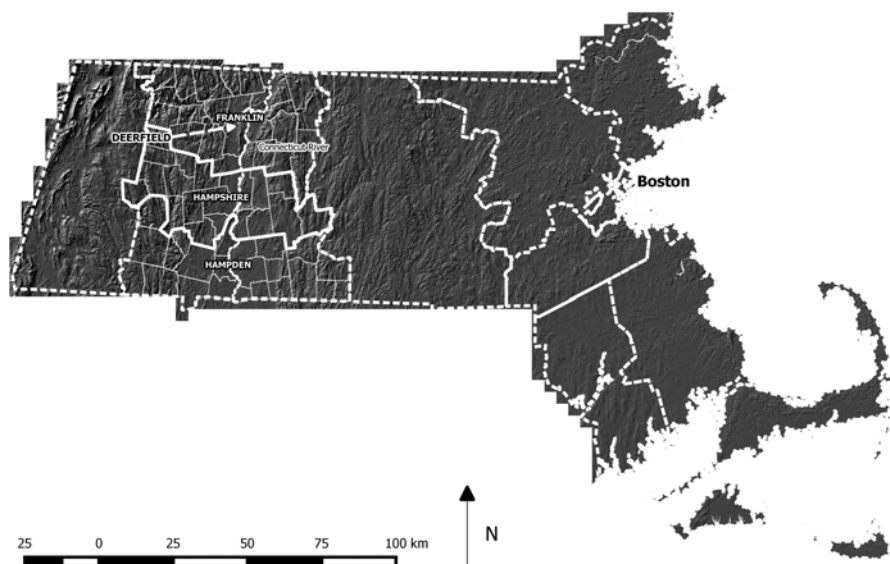 FRANKLIN
DEERFIELD
Connecticut River
Boston
HAMPSHIRE
HAMPDEN
N
25 0 25 50 75 100 km